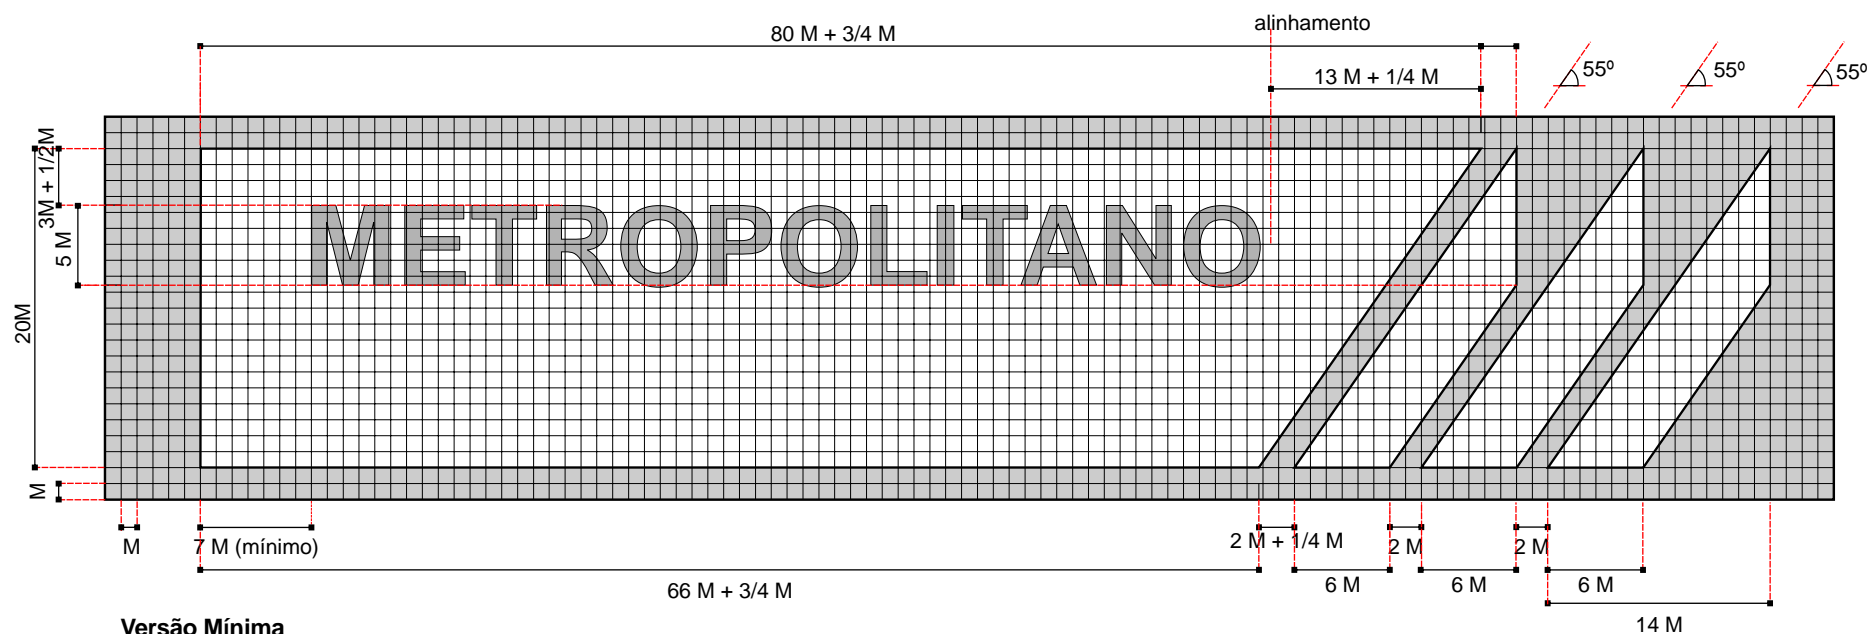 alinhamento
80 M + 3/4 M
13 M + 1/4 M
55º
55º
55º
3M + 1/2M
5 M
20M
M
METROPOLITANO
M
7 M (mínimo)
2 M + 1/4 M
2 M
2 M
66 M + 3/4 M
6 M
6 M
6 M
14 M
Versão Mínima